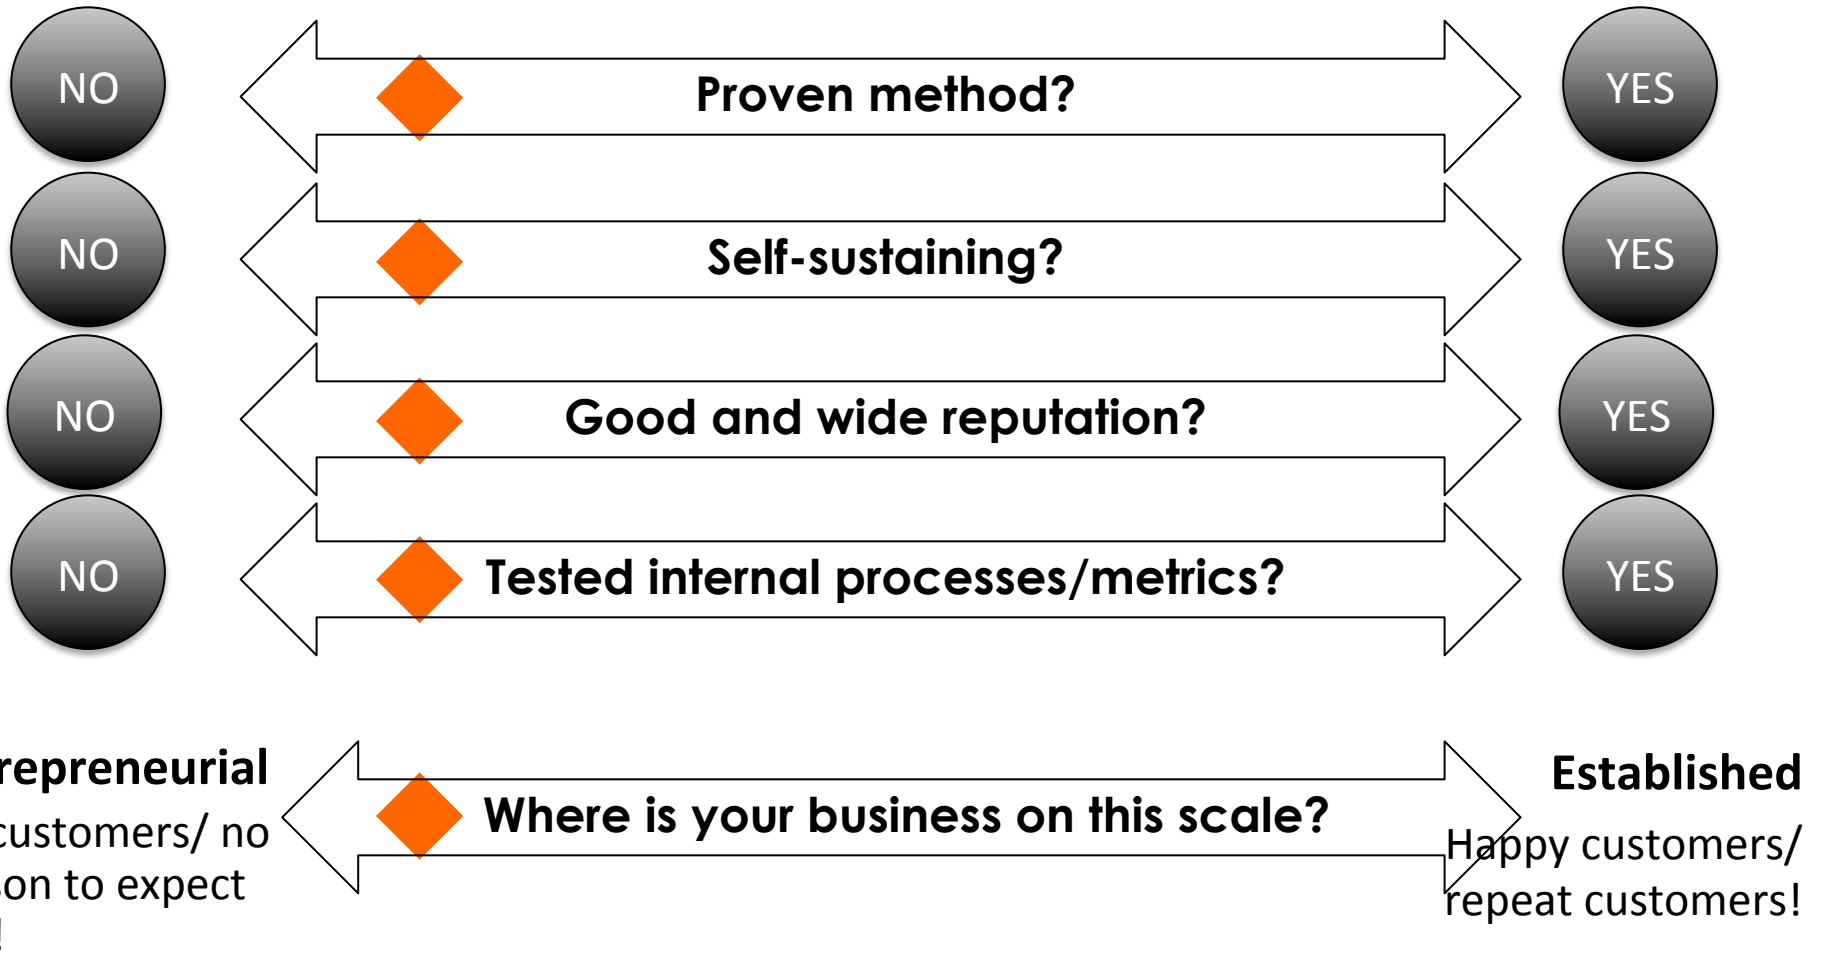 NO Proven method? YES
NO Self-sustaining? YES
NO Good and wide reputation? YES
NO Tested internal processes/metrics? YES
repreneurial Where is your business on this scale? Established
customers/ no
on to expect
!
Happy customers/
repeat customers!